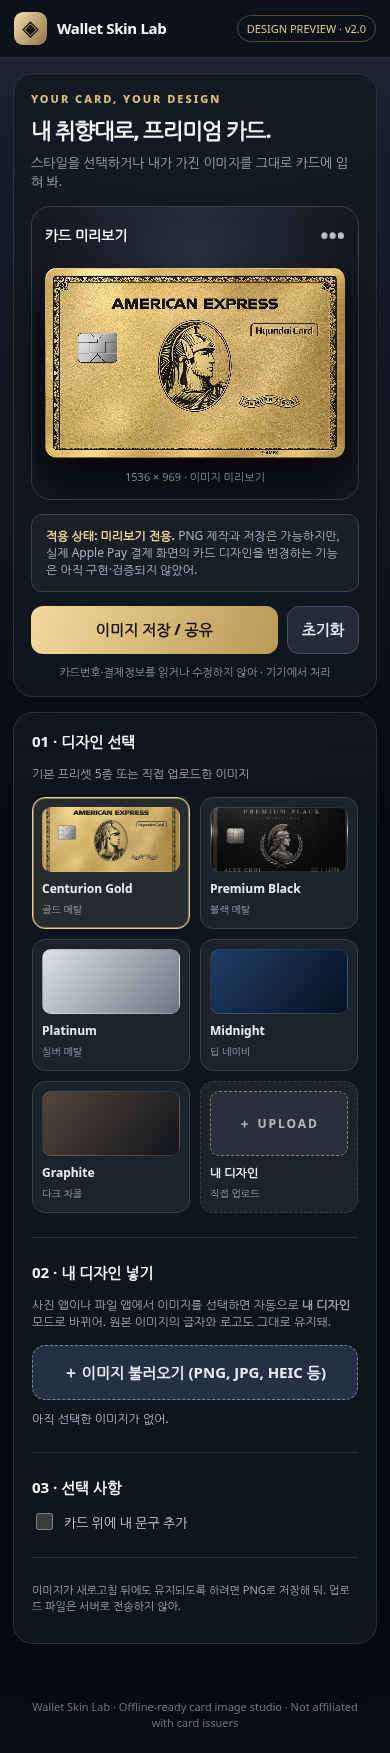 Wallet Skin Lab
DESIGN PREVIEW · v2.0
YOUR CARD, YOUR DESIGN
내 취향대로, 프리미엄 카드.
스타일을 선택하거나 내가 가진 이미지를 그대로 카드에 입
혀 봐.
카드 미리보기
AMERICAN EXPRESS
HyundaiCard
1536 × 969 · 이미지 미리보기
적용 상태: 미리보기 전용. PNG 제작과 저장은 가능하지만,
실제 Apple Pay 결제 화면의 카드 디자인을 변경하는 기능
은 아직 구현·검증되지 않았어.
이미지 저장 / 공유
초기화
카드번호·결제정보를 읽거나 수정하지 않아 · 기기에서 처리
01 · 디자인 선택
기본 프리셋 5종 또는 직접 업로드한 이미지
AMERICAN EXPRESS
HyundaiCard
Centurion Gold
골드 메탈
PREMIUM BLACK
ALEX CHOI
Premium Black
블랙 메탈
Platinum
실버 메탈
Midnight
딥 네이비
Graphite
다크 차콜
+ UPLOAD
내 디자인
직접 업로드
02 · 내 디자인 넣기
사진 앱이나 파일 앱에서 이미지를 선택하면 자동으로 내 디자인
모드로 바뀌어. 원본 이미지의 글자와 로고도 그대로 유지돼.
+ 이미지 불러오기 (PNG, JPG, HEIC 등)
아직 선택한 이미지가 없어.
03 · 선택 사항
카드 위에 내 문구 추가
이미지가 새로고침 뒤에도 유지되도록 하려면 PNG로 저장해 둬. 업로
드 파일은 서버로 전송하지 않아.
Wallet Skin Lab · Offline-ready card image studio · Not affiliated
with card issuers